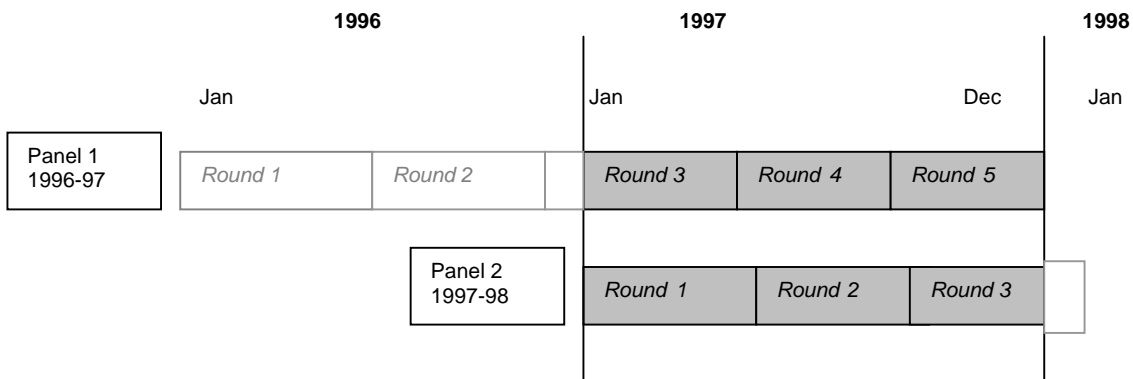 1996 1997 1998
Jan Jan Dec Jan
Panel 1
1996-97
Round 1 Round 2 Round 3 Round 4 Round 5
Panel 2
1997-98
Round 1 Round 2 Round 3